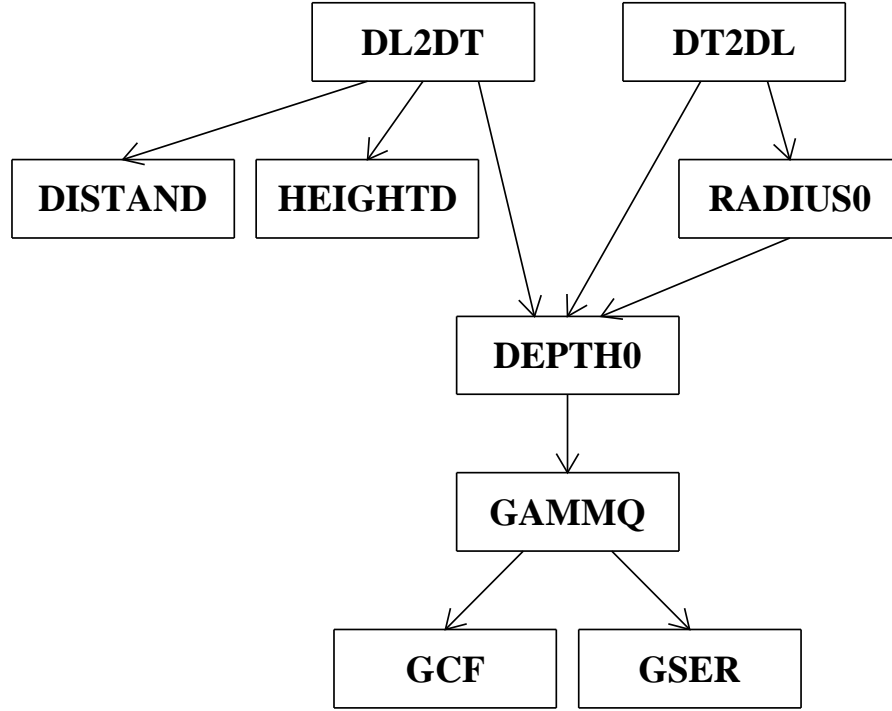 DL2DT
DT2DL
DISTAND
HEIGHTD
RADIUS0
DEPTH0
GAMMQ
GCF
GSER